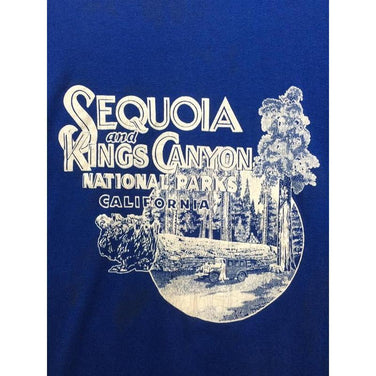 SEQUOIA
and
KINGS CANYON
NATIONAL PARKS
CALIFORNIA